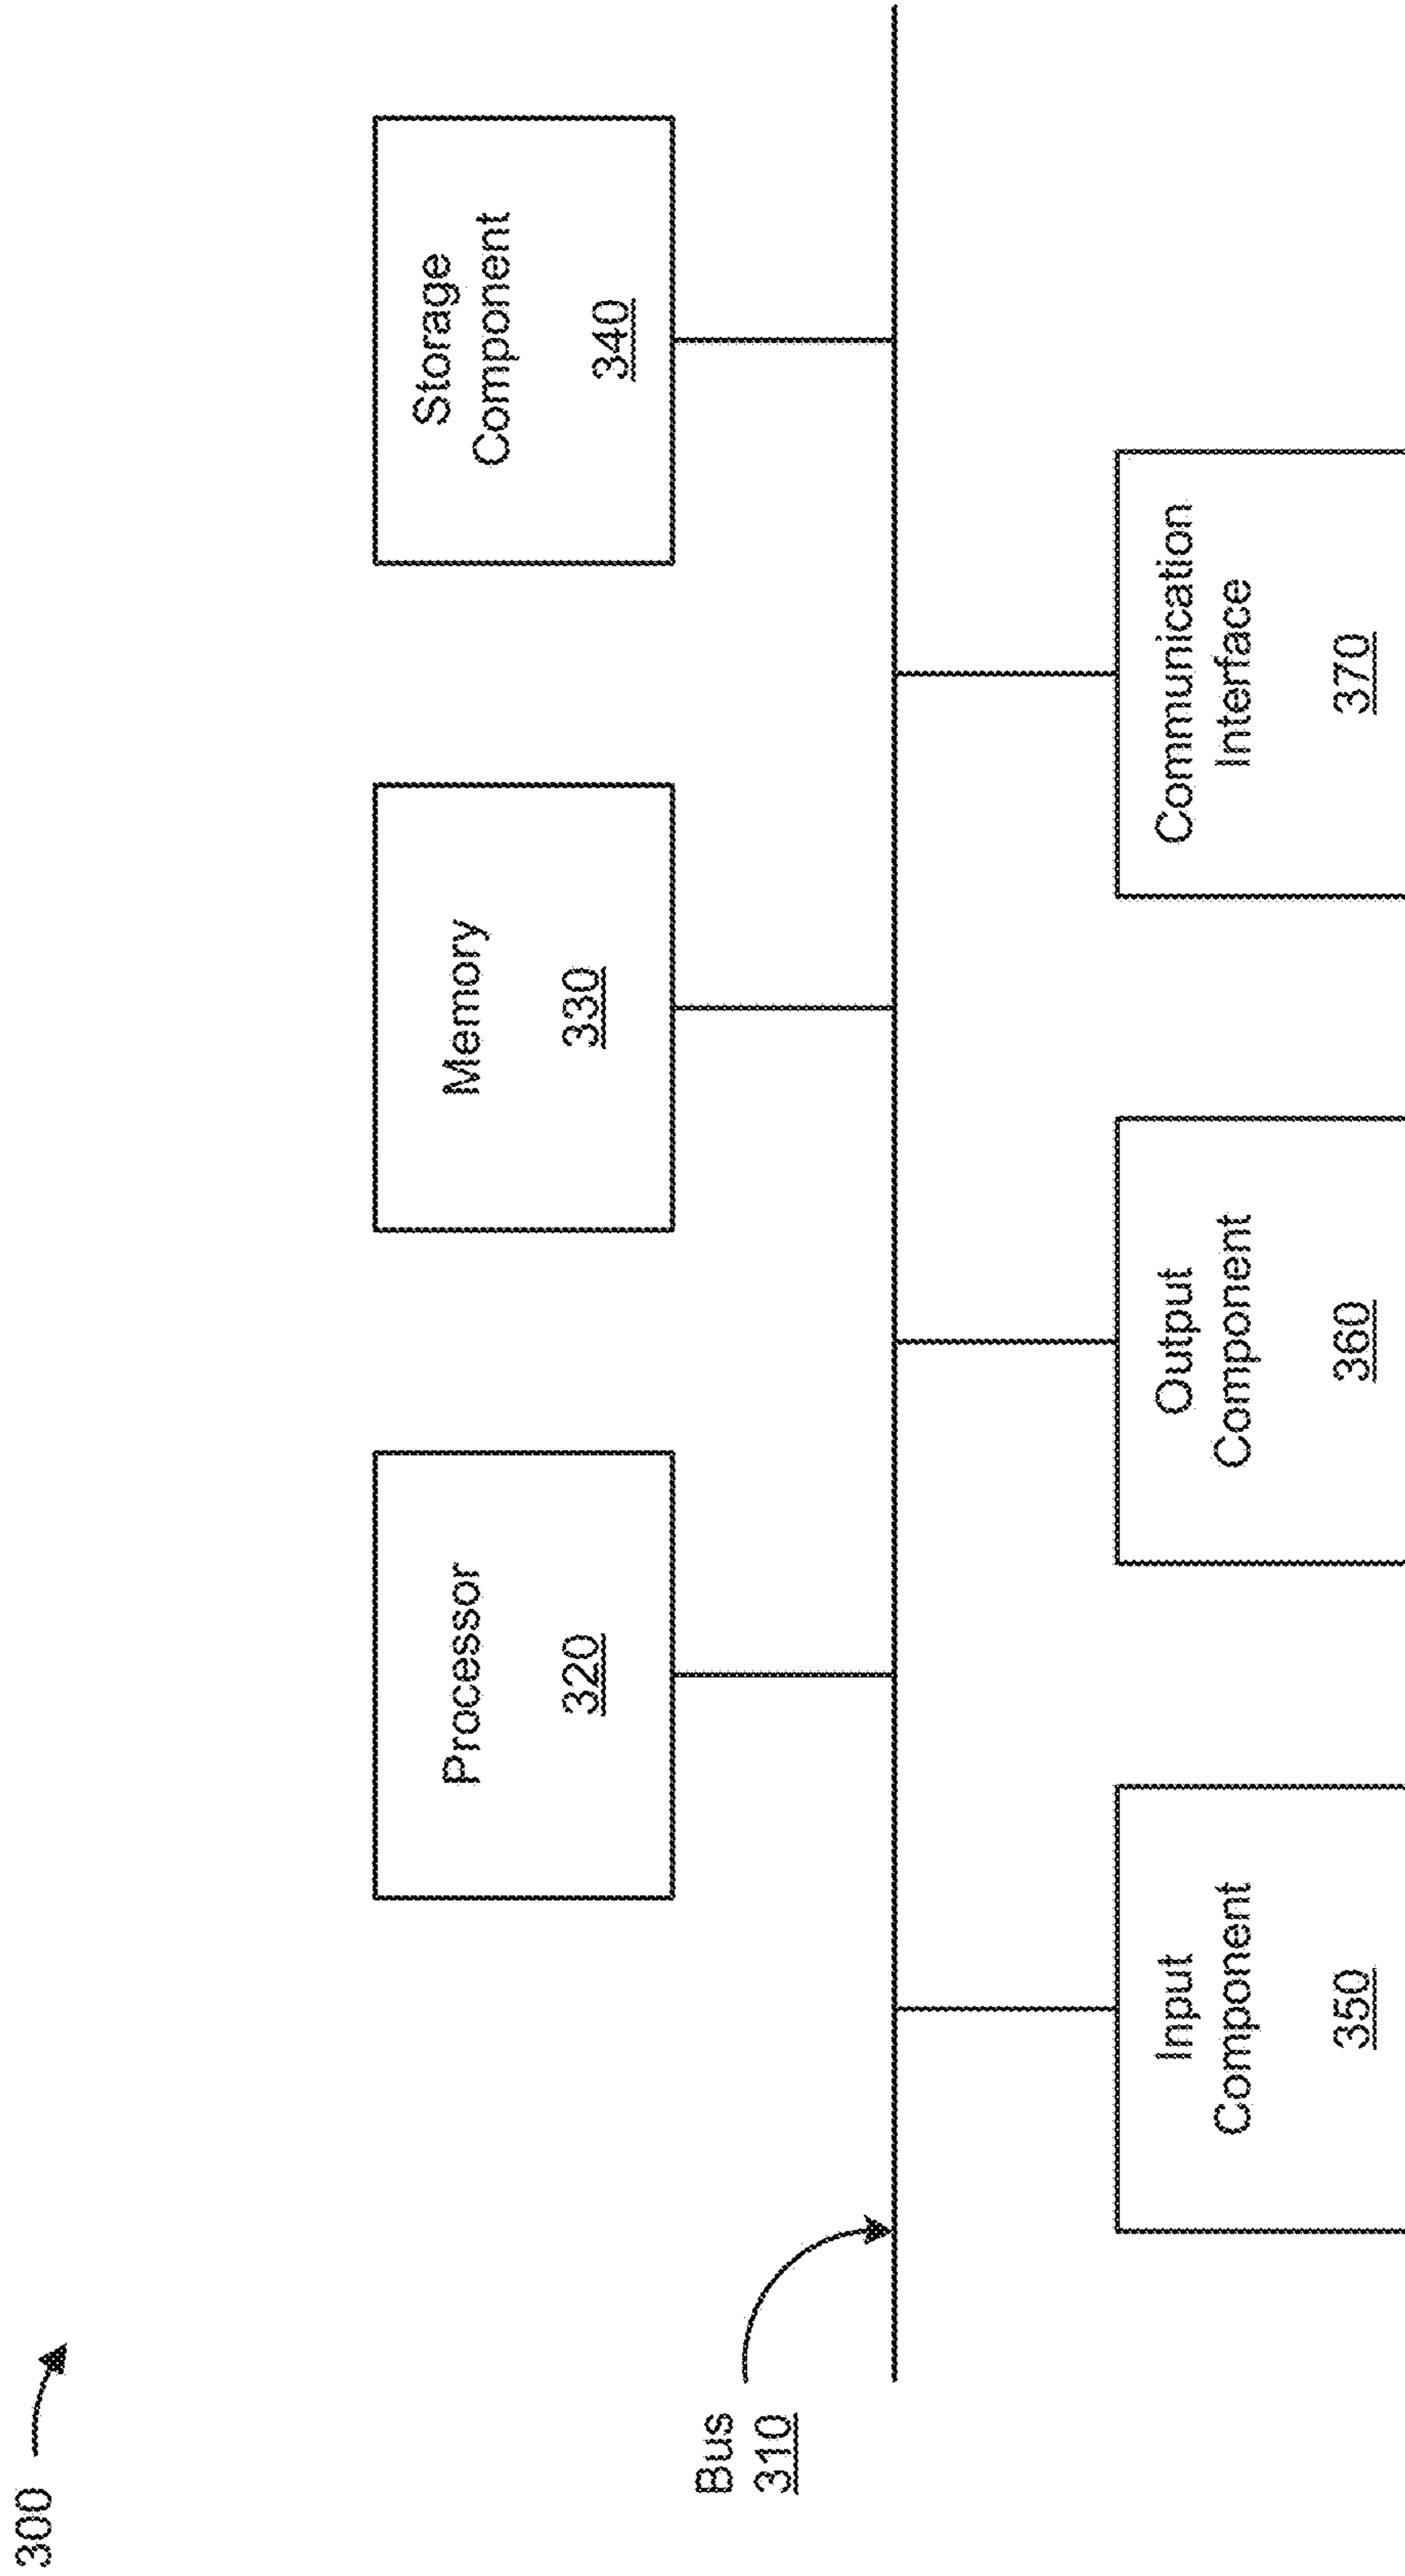 300
Processor
320
Memory
330
Storage
Component
340
Bus
310
Input
Component
350
Output
Component
360
Communication
Interface
370